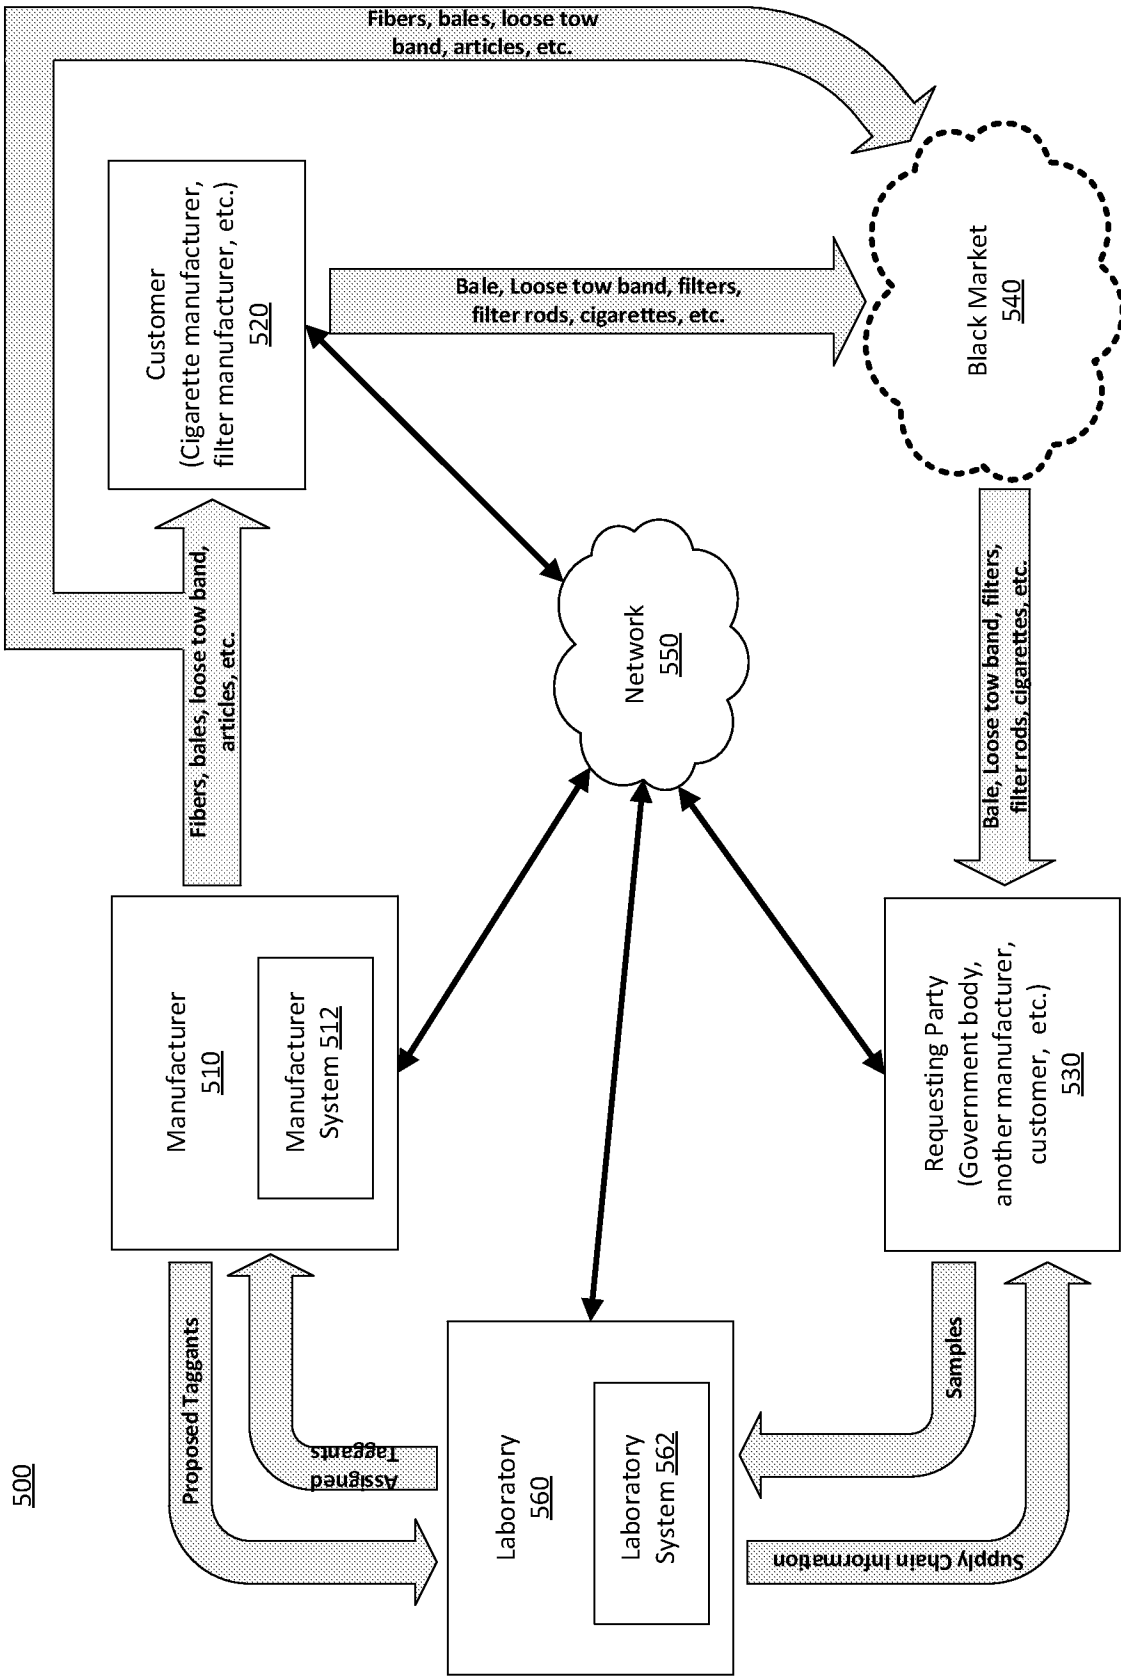 500
Proposed Taggants
Assigned
Taggants
Laboratory
560
Laboratory
System 562
Samples
Supply Chain Information
Manufacturer
510
Manufacturer
System 512
Requesting Party
(Government body,
another manufacturer,
customer, etc.)
530
Fibers, bales, loose tow band,
articles, etc.
Network
550
Bale, Loose tow band, filters,
filter rods, cigarettes, etc.
Customer
(Cigarette manufacturer,
filter manufacturer, etc.)
520
Bale, Loose tow band, filters,
filter rods, cigarettes, etc.
Black Market
540
Fibers, bales, loose tow
band, articles, etc.